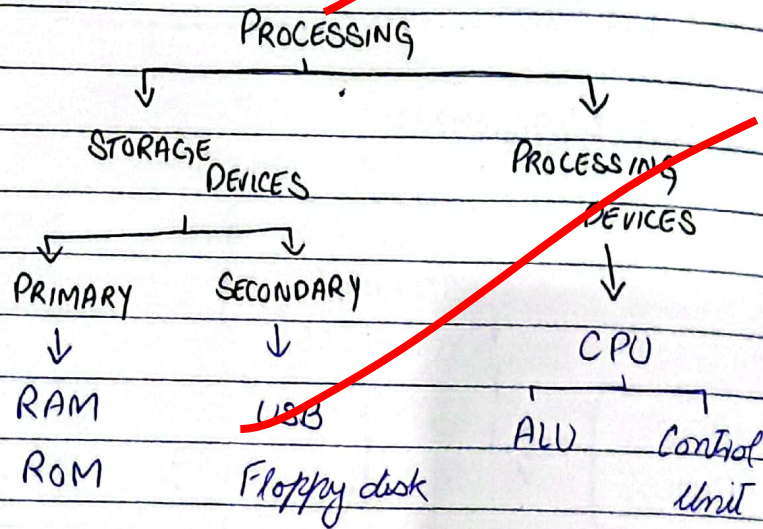 PROCESSING
STORAGE
DEVICES
PROCESSING
DEVICES
PRIMARY
SECONDARY
CPU
RAM
USB
ALU
Control
ROM
Floppy disk
Unit